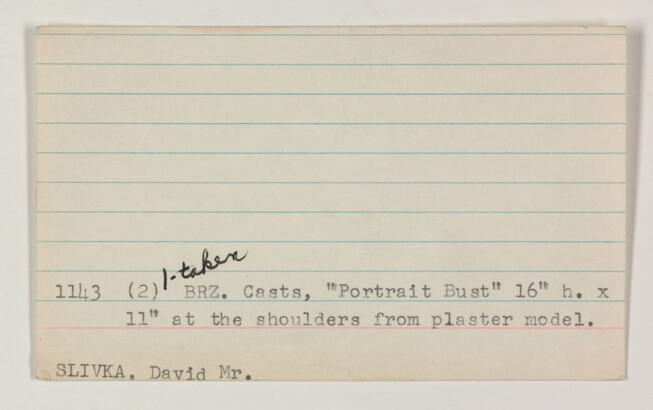 1-taken
1143 (2) BRZ. Casts, "'Portrait Bust" 16" h. x
11" at the shoulders from plaster model.
SLIVKA, David Mr.